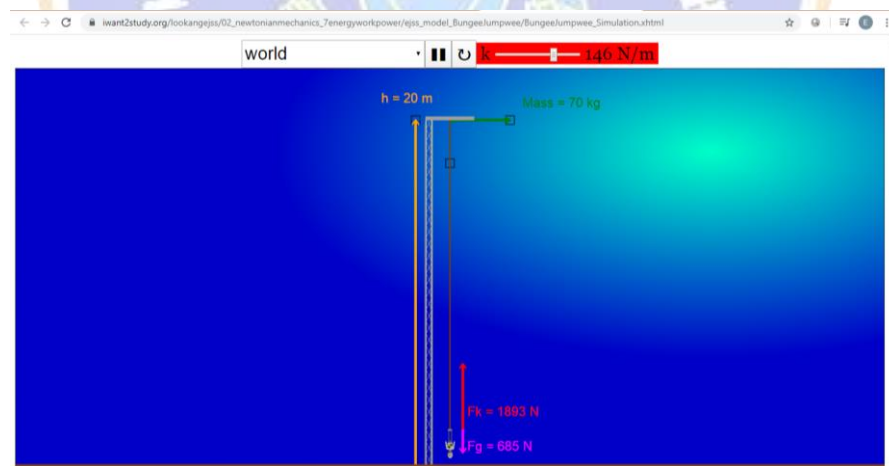 iwant2study.org/lookangejss/02_newtonianmechanics_7energyworkpower/ejss_model_BungeeJumpwee/BungeeJumpwee_Simulation.xhtml
world k 146 N/m
h = 20 m
Mass = 70 kg
Fk = 1893 N
Fg = 685 N